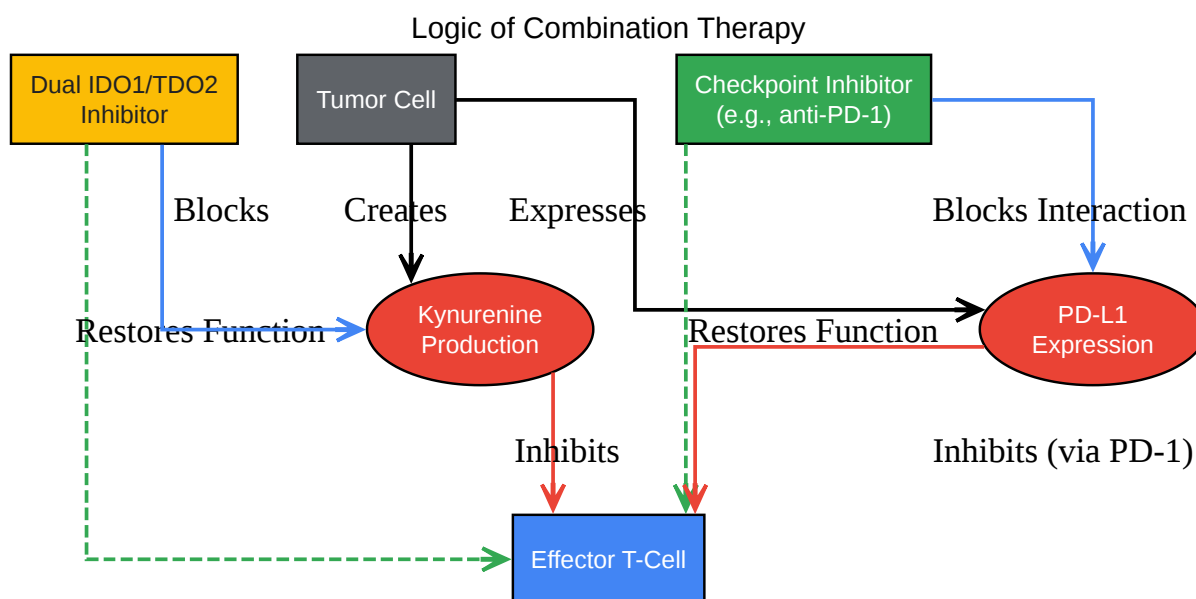 Logic of Combination Therapy
Dual IDO1/TDO2
Inhibitor
Tumor Cell
Checkpoint Inhibitor
(e.g., anti-PD-1)
Blocks
Creates
Expresses
Blocks Interaction
Restores Function
Kynurenine
Production
Restores Function
PD-L1
Expression
Inhibits
Inhibits (via PD-1)
Effector T-Cell